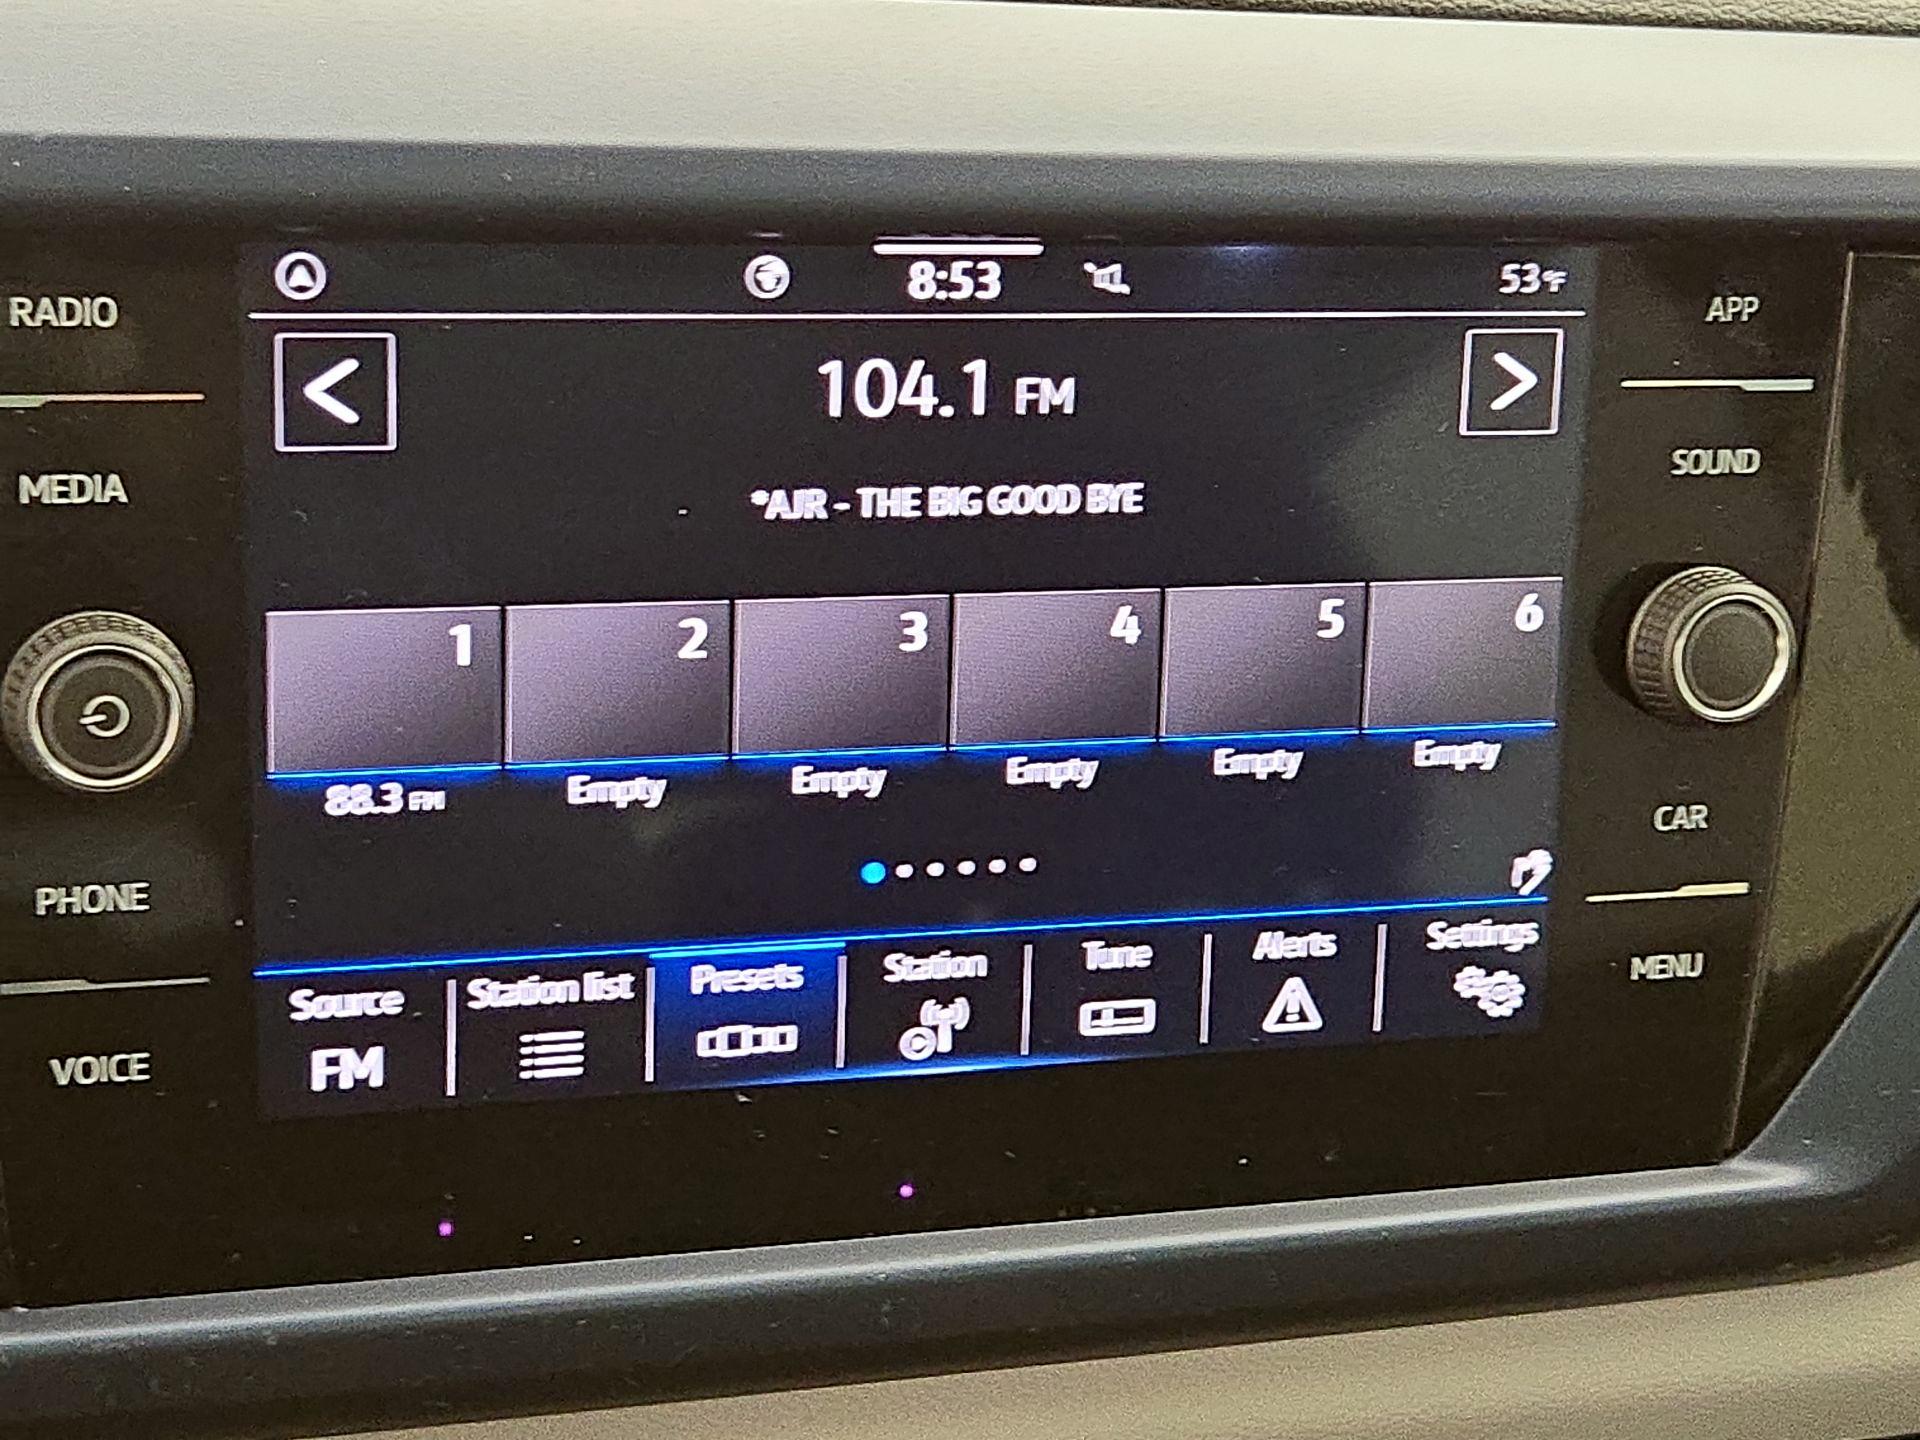 8:53
53°F
RADIO
APP
<
104.1 FM
>
MEDIA
SOUND
*AJR - THE BIG GOOD BYE
1 2 3 4 5 6
88.3 FM Empty Empty Empty Empty Empty
CAR
PHONE
Source Station list Presets Station Tune Alerts Settings
FM
MENU
VOICE